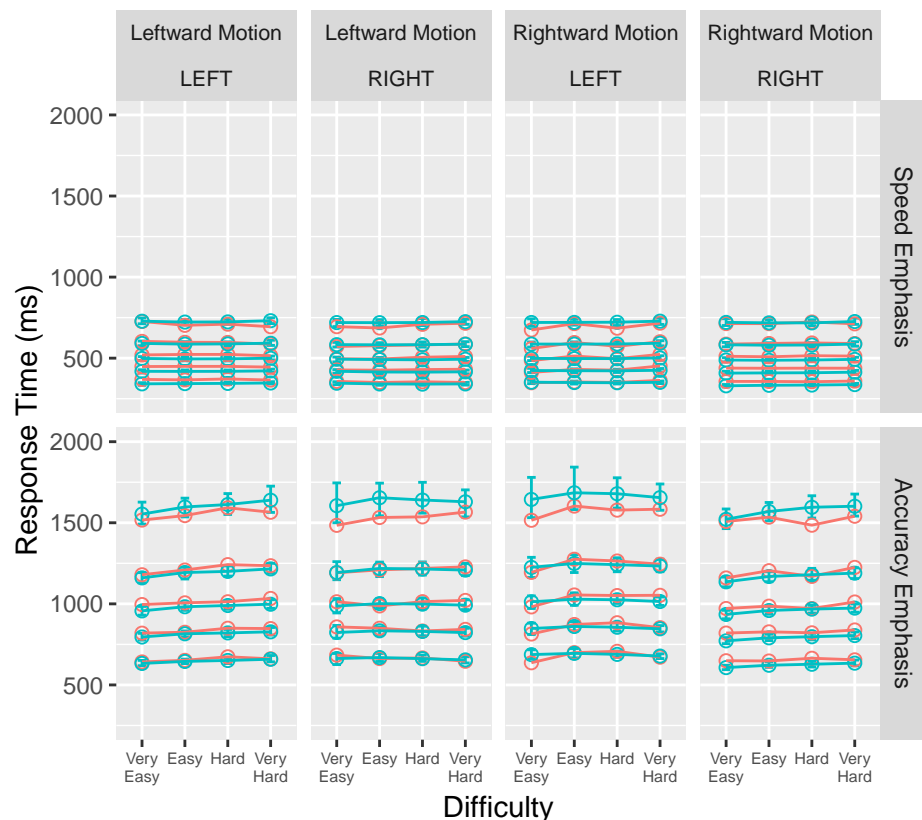 Leftward Motion
LEFT
Leftward Motion
RIGHT
Rightward Motion
LEFT
Rightward Motion
RIGHT
Response Time (ms)
2000
1500
1000
500
Speed Emphasis
2000
1500
1000
500
Accuracy Emphasis
Very
Easy
Easy
Hard
Very
Hard
Very
Easy
Easy
Hard
Very
Hard
Very
Easy
Easy
Hard
Very
Hard
Very
Easy
Easy
Hard
Very
Hard
Difficulty